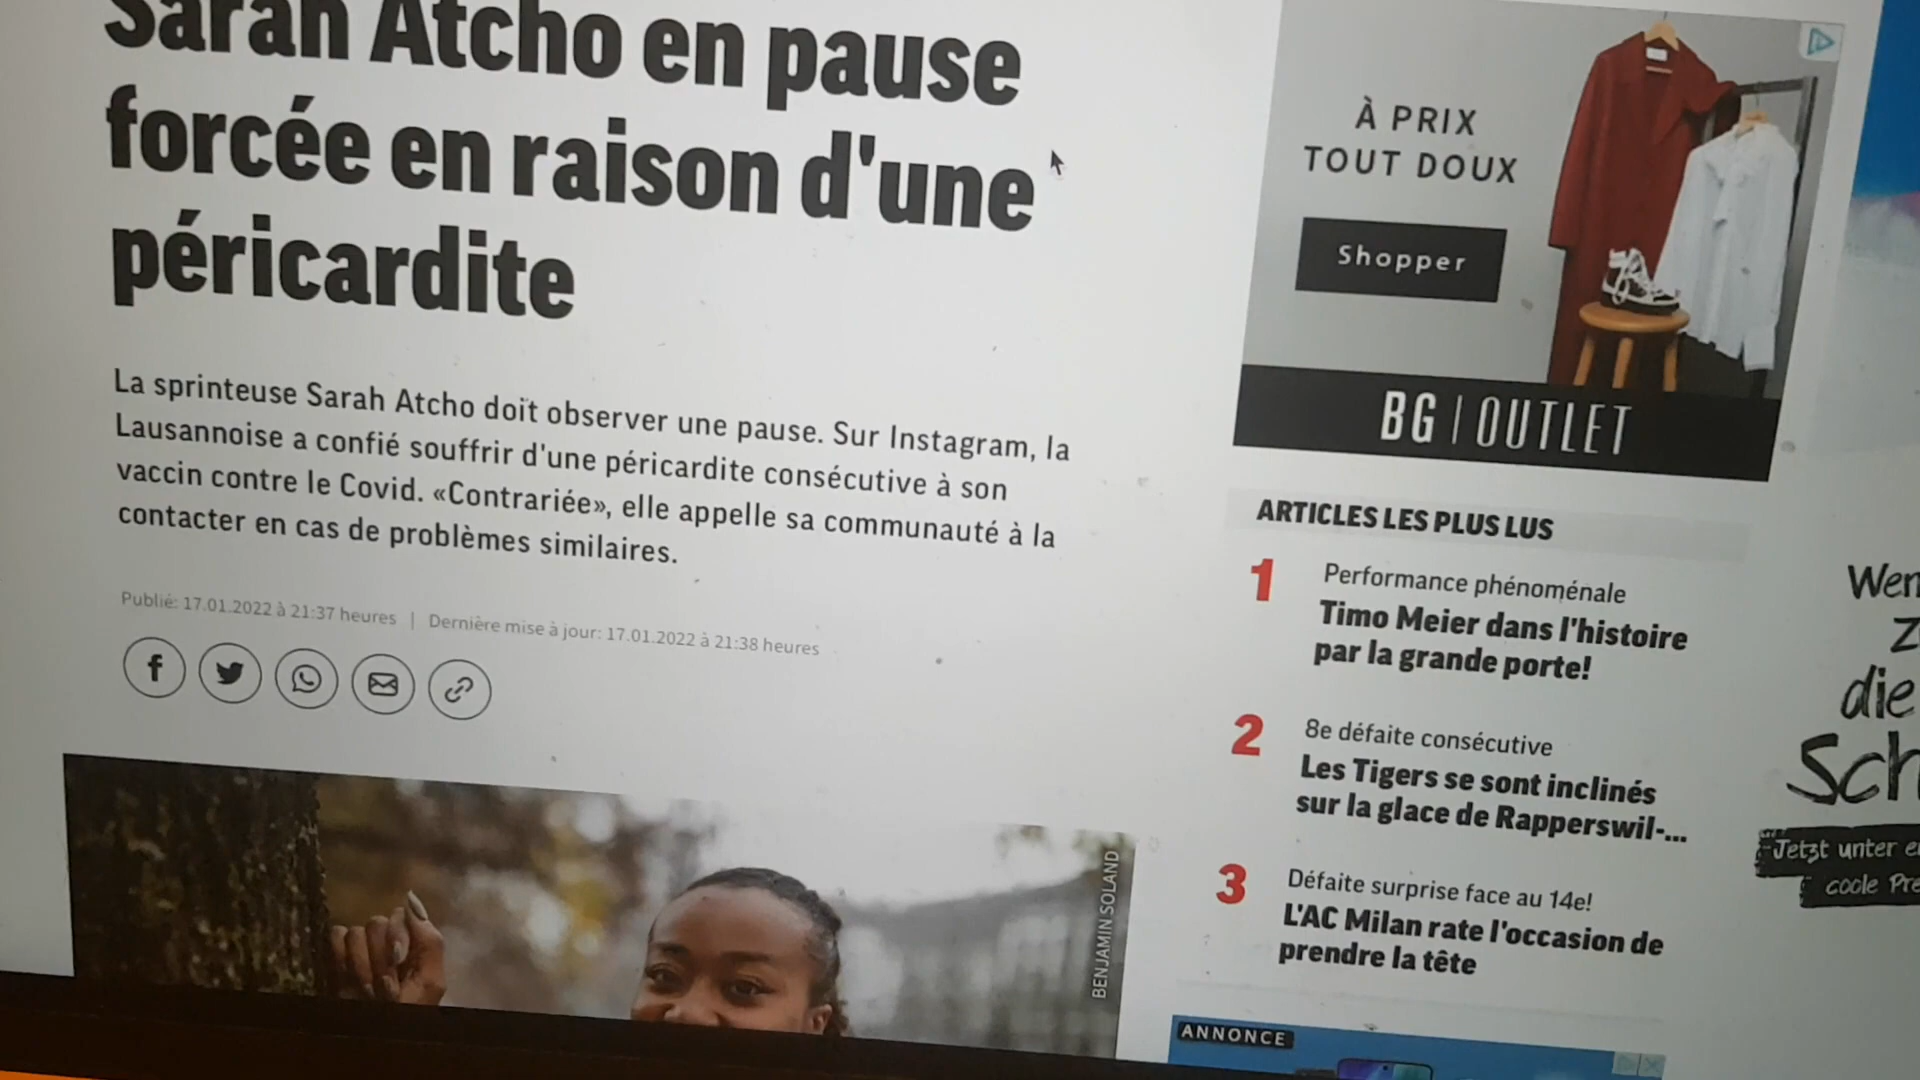 Sarah Atcho en pause
forcée en raison d'une
péricardite
La sprinteuse Sarah Atcho doit observer une pause. Sur Instagram, la
Lausannoise a confié souffrir d'une péricardite consécutive à son
vaccin contre le Covid. «Contrariée», elle appelle sa communauté à la
contacter en cas de problèmes similaires.
Publié: 17.01.2022 à 21:37 heures | Dernière mise à jour: 17.01.2022 à 21:38 heures
BENJAMIN SOLAND
À PRIX
TOUT DOUX
Shopper
BG | OUTLET
ARTICLES LES PLUS LUS
1 Performance phénoménale
Timo Meier dans l'histoire
par la grande porte!
2 8e défaite consécutive
Les Tigers se sont inclinés
sur la glace de Rapperswil-...
3 Défaite surprise face au 14e!
L'AC Milan rate l'occasion de
prendre la tête
ANNONCE
die
Jetzt unter
coole